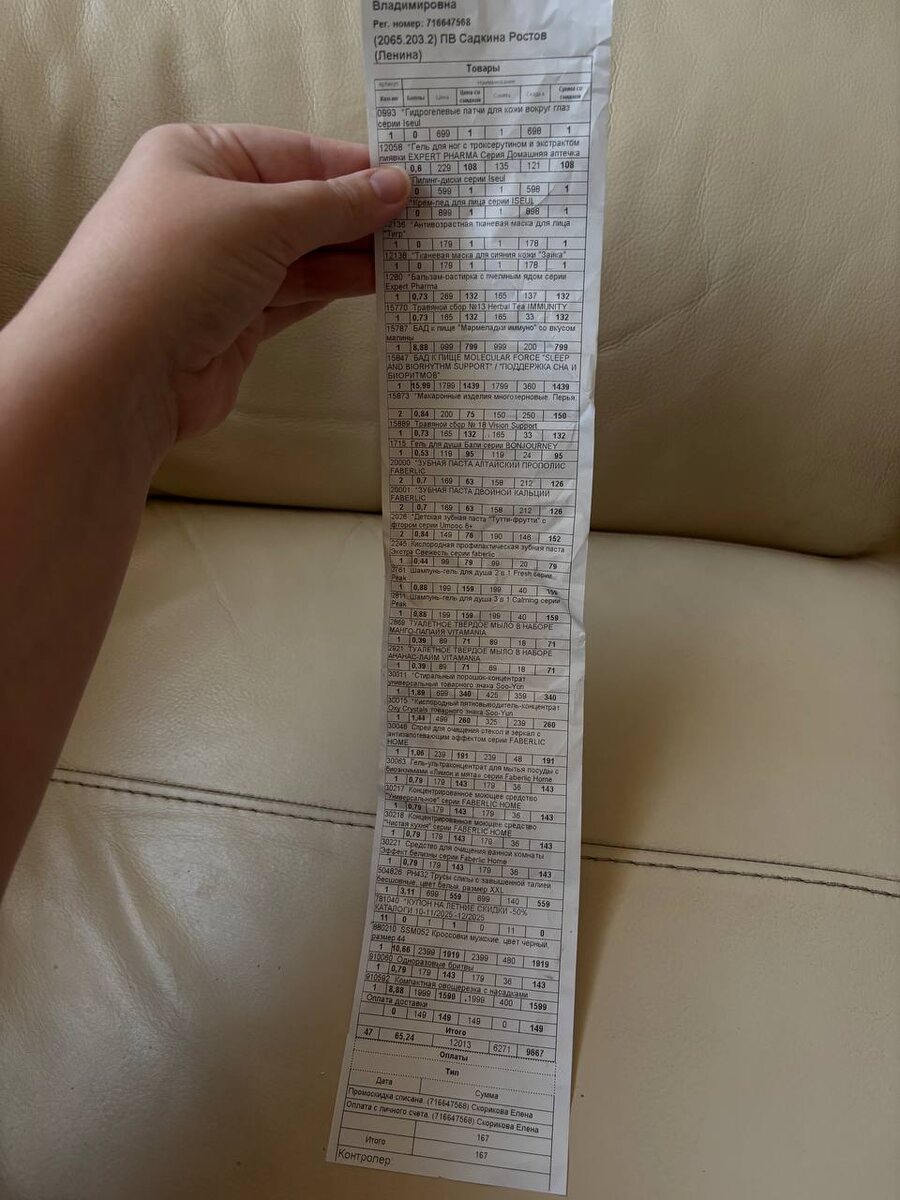 Владимировна
Рег. номер: 716647568
(2065.203.2) ПВ Садкина Ростов
(Ленина)
Товары
Артикул Наименование
Кол-во Баллы Цена Цена со скидкой Сумма Скидка Сумма со скидкой
0993 *Гидрогелевые патчи для кожи вокруг глаз
серии Iseul
1 0 699 1 1 698 1
12058 *Гель для ног с троксерутином и экстрактом
пиявки EXPERT PHARMA Серия Домашняя аптечка
0,6 229 108 135 121 108
*Пилинг-диски серии Iseul
0 599 1 1 598 1
*Крем-лед для лица серии ISEUL
0 899 1 1 898 1
12136 *Антивозрастная тканевая маска для лица
"Тигр"
1 0 179 1 1 178 1
12138 *Тканевая маска для сияния кожи "Зайка"
1 0 179 1 1 178 1
1280 *Бальзам-растирка с пчелиным ядом серии
Expert Pharma
1 0,73 269 132 165 137 132
15770 Травяной сбор №13 Herbal Tea IMMUNITY
1 0,73 165 132 165 33 132
15787 БАД к пище "Мармеладки иммуно" со вкусом
малины
1 8,88 999 799 999 200 799
15847 БАД К ПИЩЕ MOLECULAR FORCE "SLEEP
AND BIORHYTHM SUPPORT" / "ПОДДЕРЖКА СНА И
БИОРИТМОВ"
1 15,99 1799 1439 1799 360 1439
15873 *Макаронные изделия многозерновые. Перья.
2 0,84 200 75 150 250 150
15889 Травяной сбор № 18 Vision Support
1 0,73 165 132 165 33 132
1715 Гель для душа Бали серии BONJOURNEY
1 0,53 119 95 119 24 95
20000 *ЗУБНАЯ ПАСТА АЛТАЙСКИЙ ПРОПОЛИС
FABERLIC
2 0,7 169 63 158 212 126
20001 *ЗУБНАЯ ПАСТА ДВОЙНОЙ КАЛЬЦИЙ
FABERLIC
2 0,7 169 63 158 212 126
2028 *Детская зубная паста "Тутти-фрутти" с
фтором серии Umooo 6+
2 0,84 149 76 190 146 152
2245 Кислородная профилактическая зубная паста
Экстра Свежесть серии faberlic
1 0,44 99 79 99 20 79
Шампунь-гель для душа 2 в 1 Fresh серии
Peak
1 0,88 199 159 199 40 159
2811 Шампунь-гель для душа 3 в 1 Calming серии
Peak
1 0,88 199 159 199 40 159
2869 ТУАЛЕТНОЕ ТВЕРДОЕ МЫЛО В НАБОРЕ
МАНГО-ПАПАЙЯ VITAMANIA
1 0,39 89 71 89 18 71
2921 ТУАЛЕТНОЕ ТВЕРДОЕ МЫЛО В НАБОРЕ
АНАНАС-ЛАЙМ VITAMANIA
1 0,39 89 71 89 18 71
30011 *Стиральный порошок-концентрат
универсальный товарного знака Soo-Yun
1 1,89 699 340 425 359 340
30015 *Кислородный пятновыводитель-концентрат
Oxy Crystals товарного знака Soo-Yun
1 1,44 499 260 325 239 260
30046 Спрей для очищения стекол и зеркал с
антизапотевающим эффектом серии FABERLIC
HOME
1 1,06 239 191 239 48 191
30063 Гель-ультраконцентрат для мытья посуды с
биоэнзимами «Лимон и мята» серии Faberlic Home
1 0,79 179 143 179 36 143
30217 Концентрированное моющее средство
"Универсальное" серии FABERLIC HOME
1 0,79 179 143 179 36 143
30218 Концентрированное моющее средство
"Чистая кухня" серии FABERLIC HOME
1 0,79 179 143 179 36 143
30221 Средство для очищения ванной комнаты
Эффект белизны серии Faberlic Home
1 0,79 179 143 179 36 143
504826 PH432 Трусы слипы с завышенной талией
бесшовные, цвет белый, размер XXL
1 3,11 699 559 699 140 559
781040 *КУПОН НА ЛЕТНИЕ СКИДКИ -50%
КАТАЛОГИ 10-11/2025 -12/2025
11 0 1 1 0 11 0
880210 SSM052 Кроссовки мужские, цвет черный,
размер 44
1 10,66 2399 1919 2399 480 1919
910060 Одноразовые бритвы
1 0,79 179 143 179 36 143
910592 Компактная овощерезка с насадками
1 8,88 1999 1599 1999 400 1599
Оплата доставки
0 149 149 149 0 149
Итого
47 65,24 12013 6271 9867
Оплаты
Тип
Дата Сумма
Промоскидка списана. (716647568) Скорикова Елена
Оплата с личного счета. (716647568) Скорикова Елена
167
Итого 167
Контролер